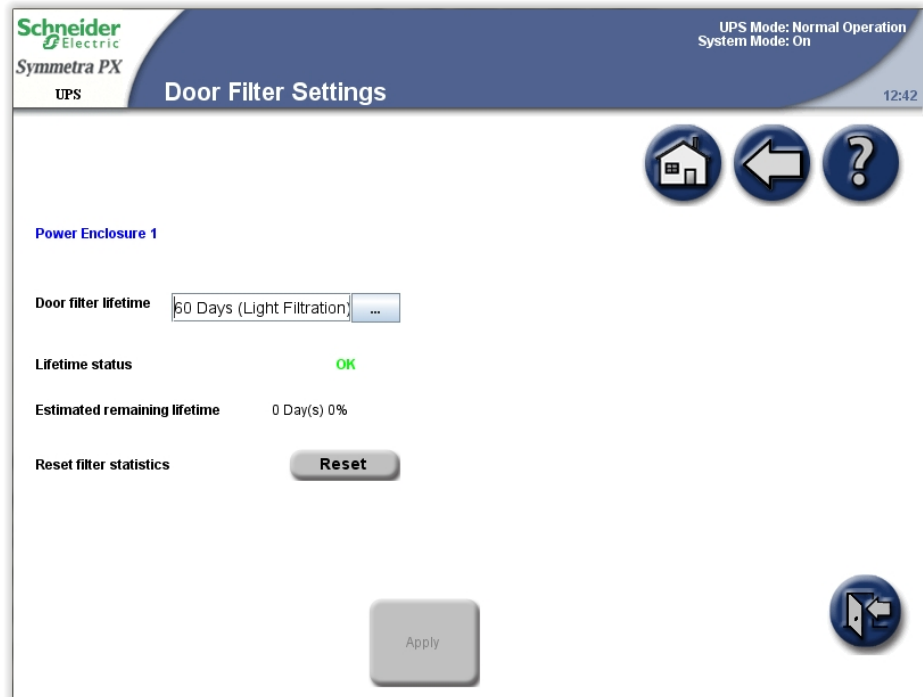 Schneider
Electric
Symmetra PX
UPS
Door Filter Settings
UPS Mode: Normal Operation
System Mode: On
12:42
?
Power Enclosure 1
Door filter lifetime
60 Days (Light Filtration)
...
Lifetime status
OK
Estimated remaining lifetime
0 Day(s) 0%
Reset filter statistics
Reset
Apply